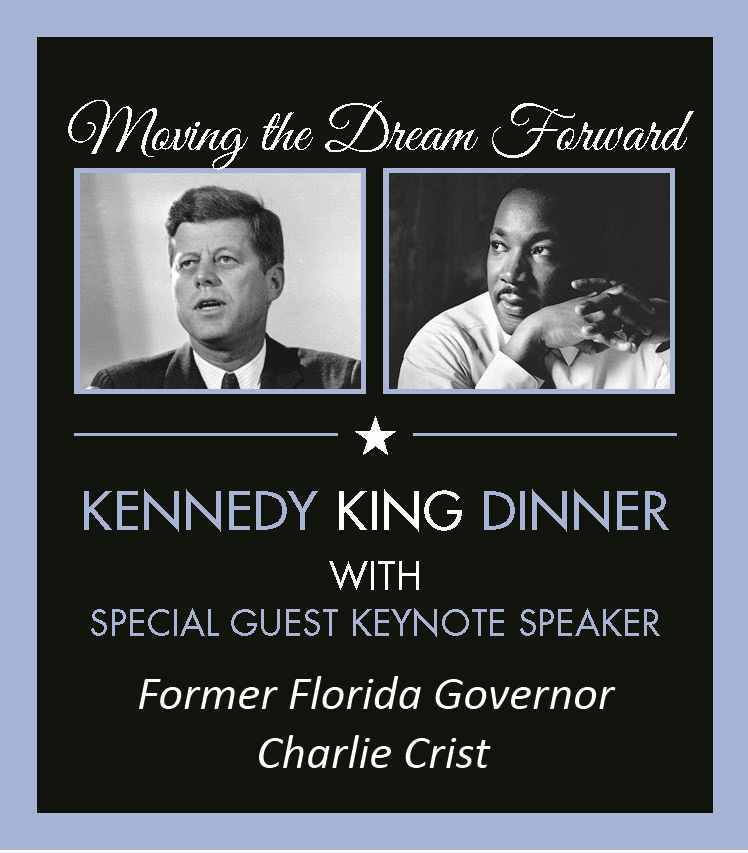 Moving the Dream Forward
KENNEDY KING DINNER
WITH
SPECIAL GUEST KEYNOTE SPEAKER
Former Florida Governor
Charlie Crist